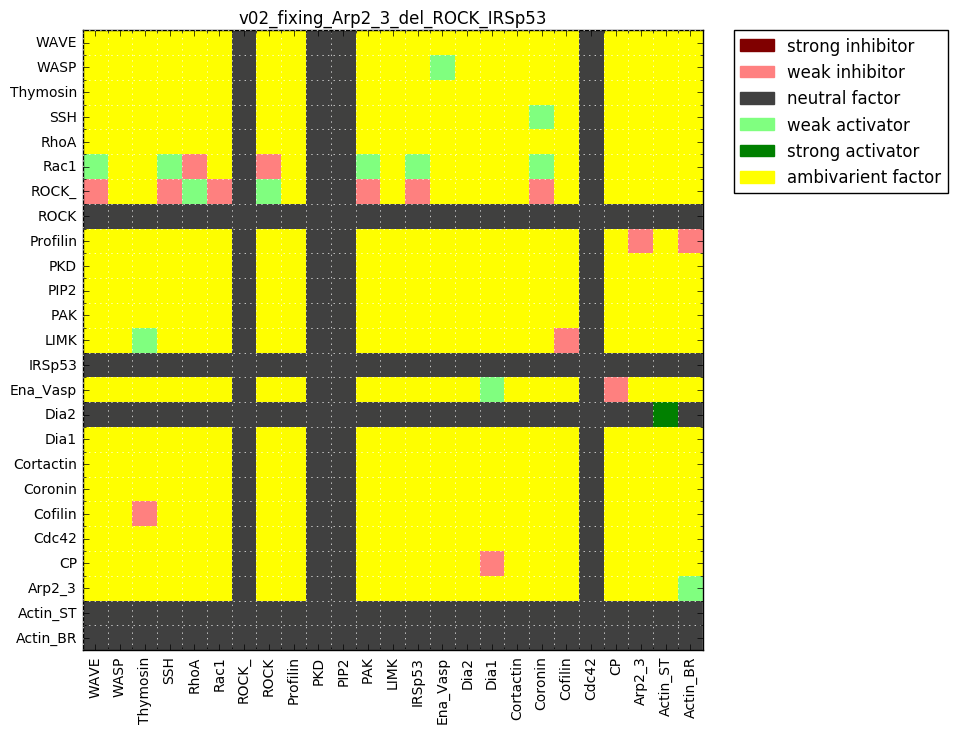 v02_fixing_Arp2_3_del_ROCK_IRSp53
WAVE
WASP
Thymosin
SSH
RhoA
Rac1
ROCK_
ROCK
Profilin
PKD
PIP2
PAK
LIMK
IRSp53
Ena_Vasp
Dia2
Dia1
Cortactin
Coronin
Cofilin
Cdc42
CP
Arp2_3
Actin_ST
Actin_BR
WAVE
WASP
Thymosin
SSH
RhoA
Rac1
ROCK_
ROCK
Profilin
PKD
PIP2
PAK
LIMK
IRSp53
Ena_Vasp
Dia2
Dia1
Cortactin
Coronin
Cofilin
Cdc42
CP
Arp2_3
Actin_ST
Actin_BR
strong inhibitor
weak inhibitor
neutral factor
weak activator
strong activator
ambivarient factor